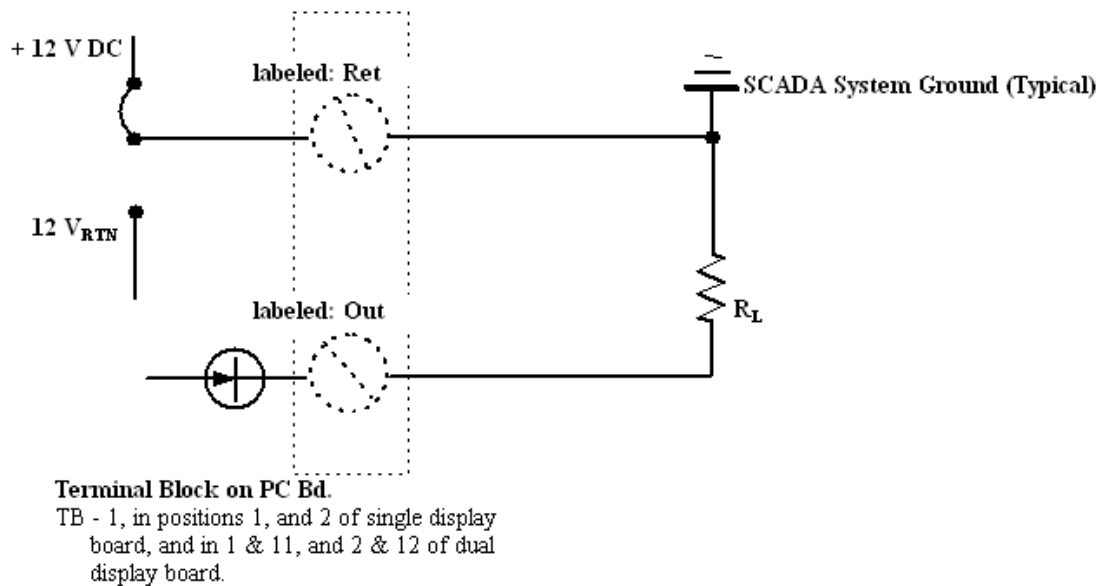 + 12 V DC
labeled: Ret
SCADA System Ground (Typical)
12 VRTN
labeled: Out
RL
Terminal Block on PC Bd.
TB - 1, in positions 1, and 2 of single display
board, and in 1 & 11, and 2 & 12 of dual
display board.